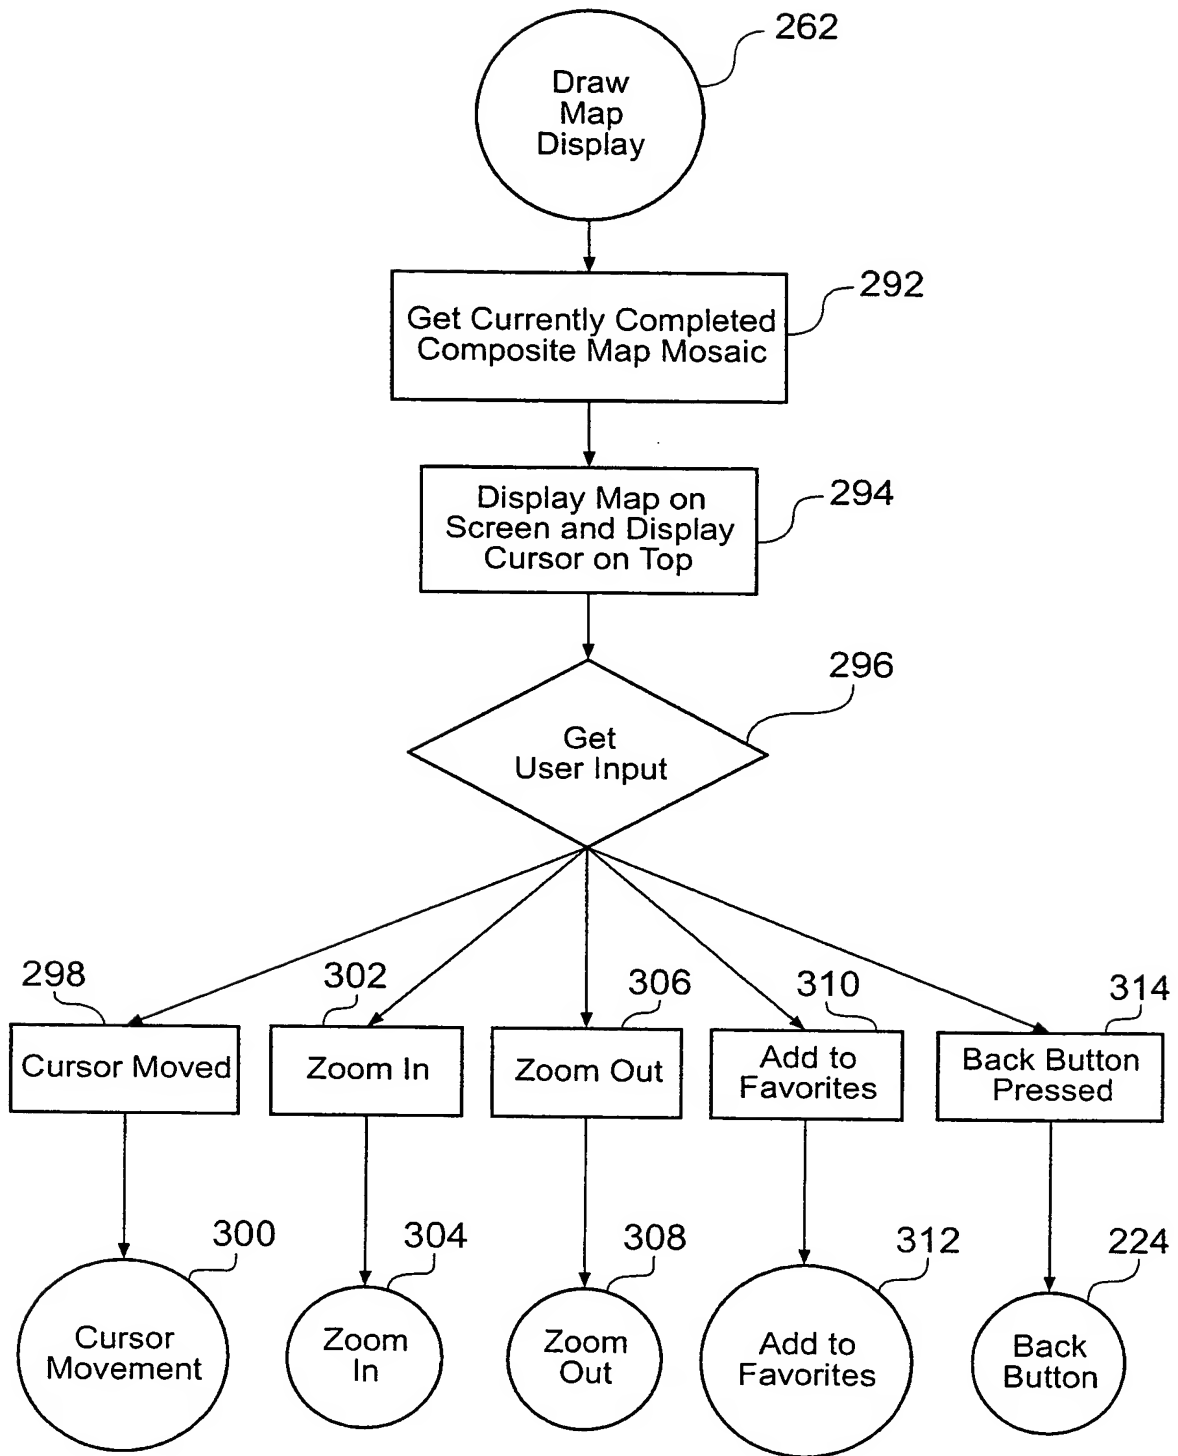 262
Draw
Map
Display
292
Get Currently Completed
Composite Map Mosaic
294
Display Map on
Screen and Display
Cursor on Top
296
Get
User Input
298
302
306
310
314
Cursor Moved
Zoom In
Zoom Out
Add to
Favorites
Back Button
Pressed
300
304
308
312
224
Cursor
Movement
Zoom
In
Zoom
Out
Add to
Favorites
Back
Button